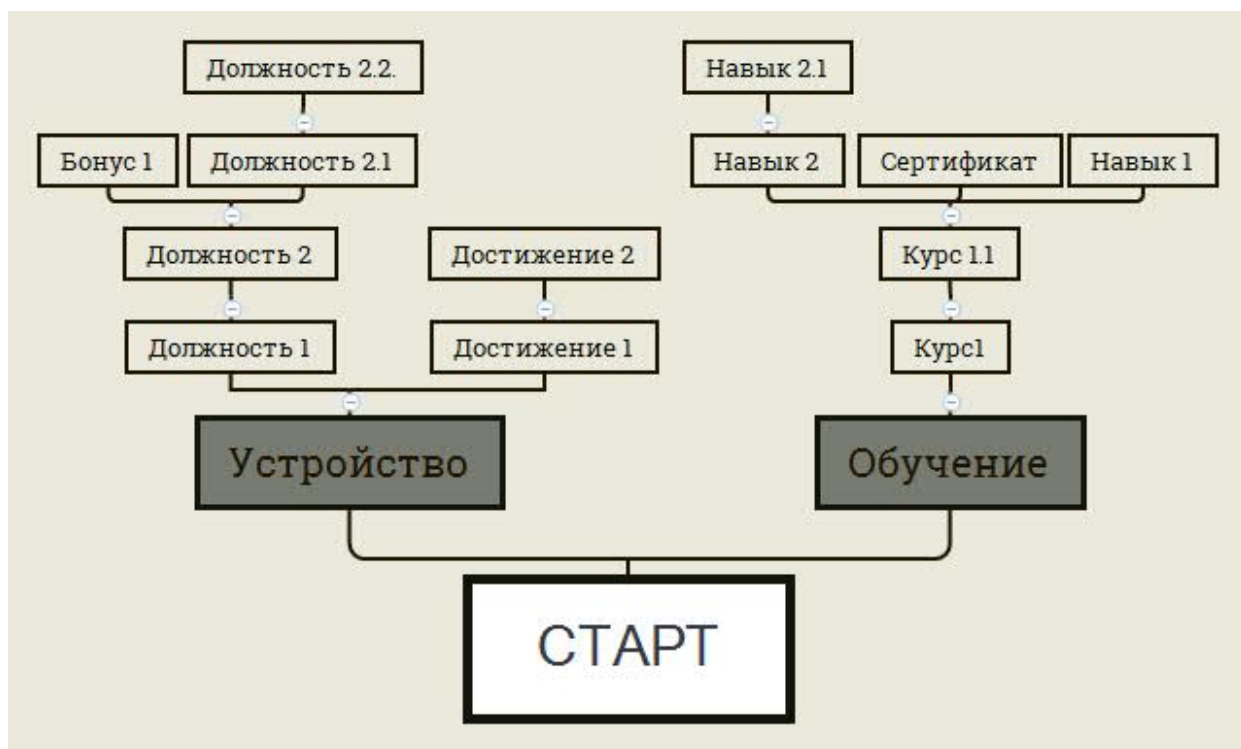 Должность 2.2.
Навык 2.1
Бонус 1
Должность 2.1
Навык 2
Сертификат
Навык 1
Должность 2
Достижение 2
Курс 1.1
Должность 1
Достижение 1
Курс1
Устройство
Обучение
СТАРТ